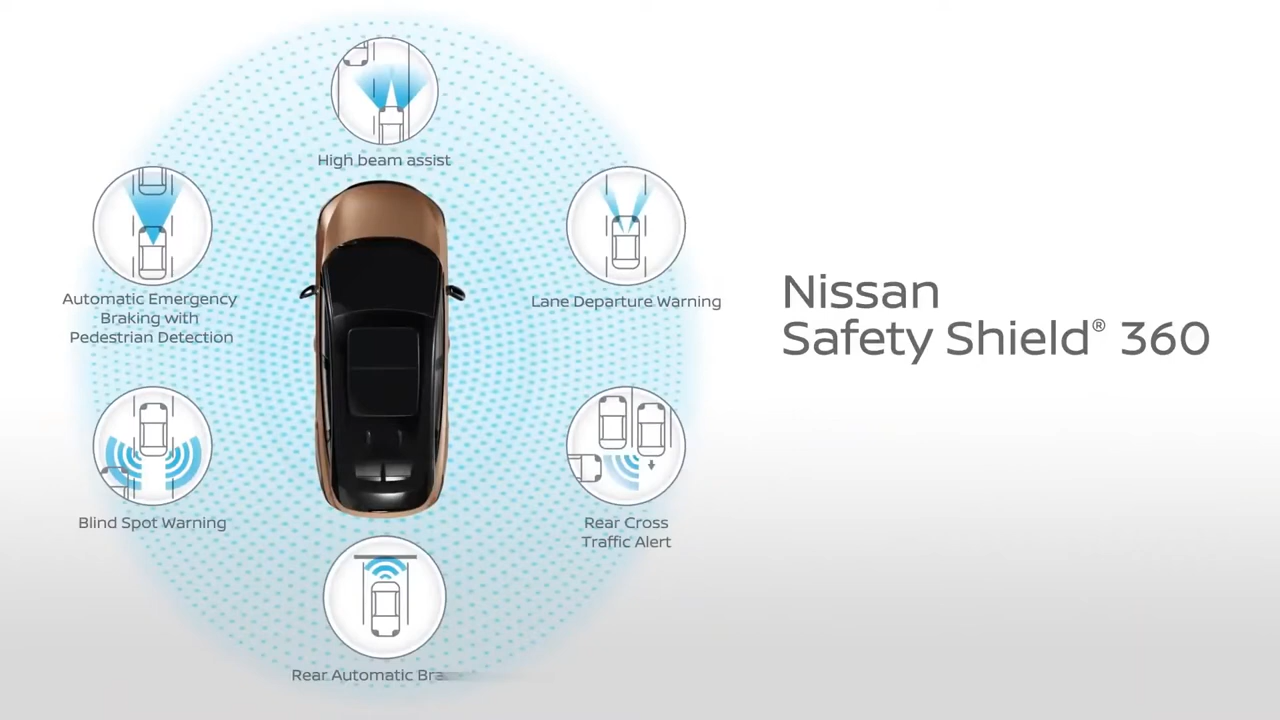 High beam assist
Automatic Emergency
Braking with
Pedestrian Detection
Lane Departure Warning
Nissan
Safety Shield® 360
Blind Spot Warning
Rear Cross
Traffic Alert
Rear Automatic